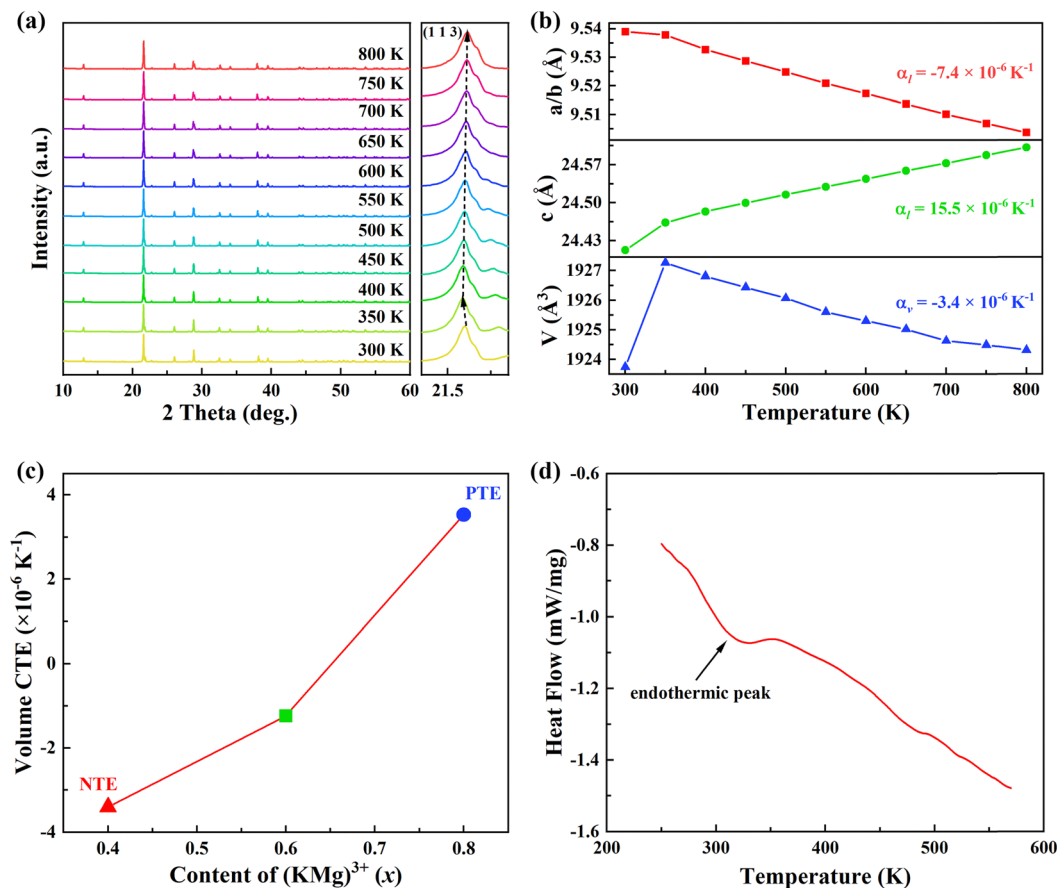 (a)
Intensity (a.u.)
800 K
750 K
700 K
650 K
600 K
550 K
500 K
450 K
400 K
350 K
300 K
10 20 30 40 50 60
2 Theta (deg.)
(1 1 3)
21.5
(b)
a/b (Å)
9.54
9.53
9.52
9.51
αl = -7.4 × 10-6 K-1
c (Å)
24.57
24.50
24.43
αl = 15.5 × 10-6 K-1
V (Å3)
1927
1926
1925
1924
αv = -3.4 × 10-6 K-1
300 400 500 600 700 800
Temperature (K)
(c)
Volume CTE (×10-6 K-1)
4
2
0
-2
-4
NTE
PTE
0.4 0.5 0.6 0.7 0.8
Content of (KMg)3+ (x)
(d)
Heat Flow (mW/mg)
-0.6
-0.8
-1.0
-1.2
-1.4
-1.6
endothermic peak
200 300 400 500 600
Temperature (K)